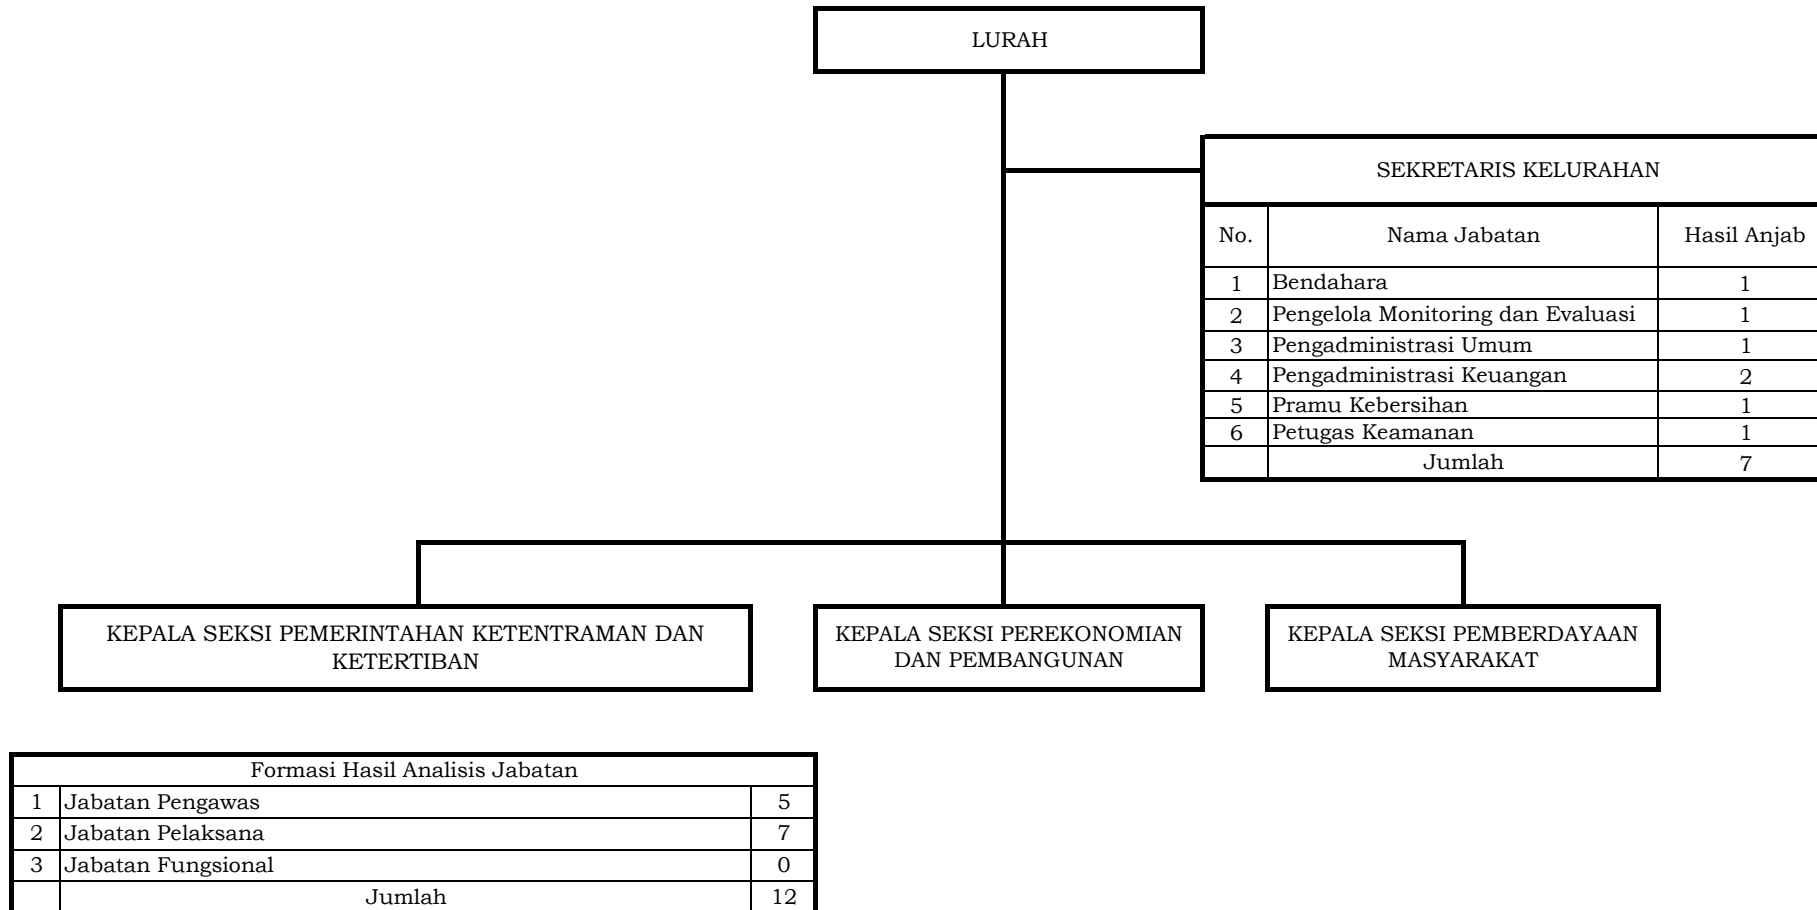 LURAH
SEKRETARIS KELURAHAN
No. Nama Jabatan Hasil Anjab
1 Bendahara 1
2 Pengelola Monitoring dan Evaluasi 1
3 Pengadministrasi Umum 1
4 Pengadministrasi Keuangan 2
5 Pramu Kebersihan 1
6 Petugas Keamanan 1
Jumlah 7
KEPALA SEKSI PEMERINTAHAN KETENTRAMAN DAN
KETERTIBAN
KEPALA SEKSI PEREKONOMIAN
DAN PEMBANGUNAN
KEPALA SEKSI PEMBERDAYAAN
MASYARAKAT
Formasi Hasil Analisis Jabatan
1 Jabatan Pengawas 5
2 Jabatan Pelaksana 7
3 Jabatan Fungsional 0
Jumlah 12